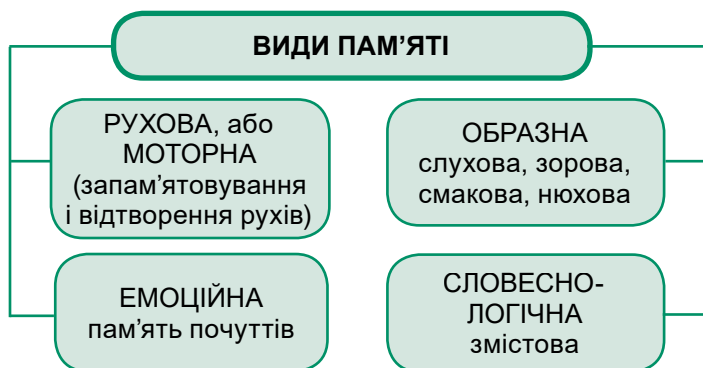 ВИДИ ПАМ’ЯТІ
РУХОВА, або
МОТОРНА
(запам’ятовування
і відтворення рухів)
ОБРАЗНА
слухова, зорова,
смакова, нюхова
ЕМОЦІЙНА
пам’ять почуттів
СЛОВЕСНО-
ЛОГІЧНА
змістова